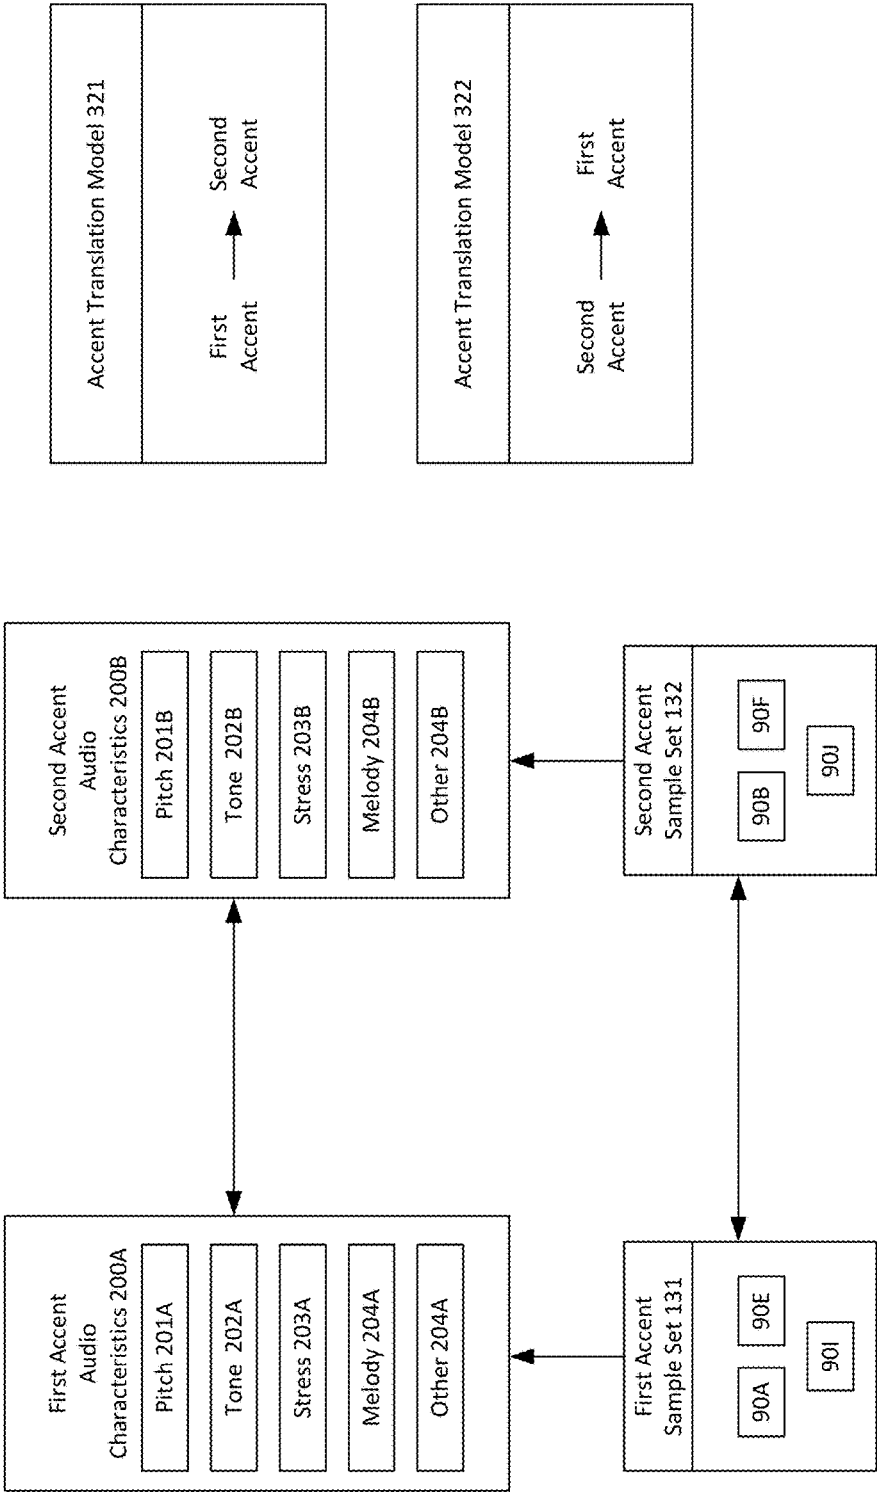 First Accent
Audio
Characteristics 200A
Pitch 201A
Tone 202A
Stress 203A
Melody 204A
Other 204A
First Accent
Sample Set 131
90A
90E
90I
Second Accent
Audio
Characteristics 200B
Pitch 201B
Tone 202B
Stress 203B
Melody 204B
Other 204B
Second Accent
Sample Set 132
90B
90F
90J
Accent Translation Model 321
First
Accent
Second
Accent
Accent Translation Model 322
Second
Accent
First
Accent